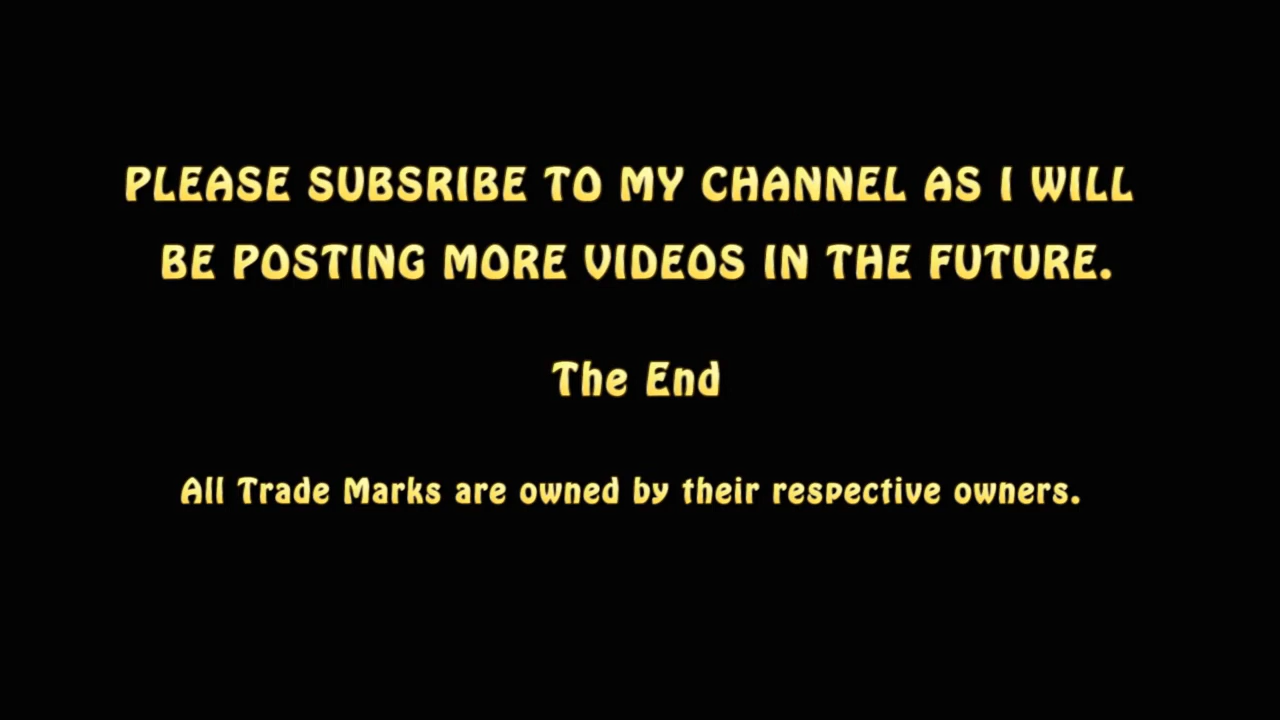 PLEASE SUBSRIBE TO MY CHANNEL AS I WILL
BE POSTING MORE VIDEOS IN THE FUTURE.
The End
All Trade Marks are owned by their respective owners.